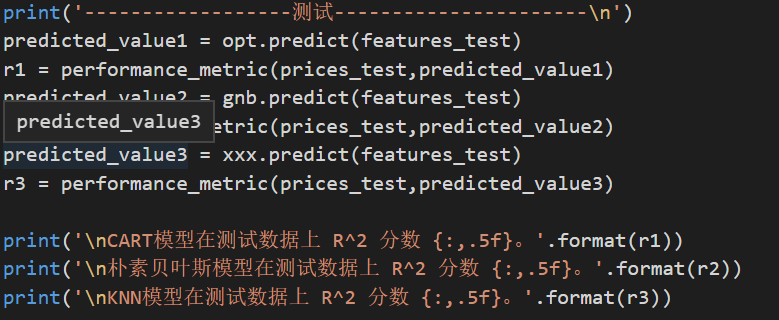 print('------------------测试----------------------\n')
predicted_value1 = opt.predict(features_test)
r1 = performance_metric(prices_test,predicted_value1)
predicted_value2 = gnb.predict(features_test)
predicted_value3
etric(prices_test,predicted_value2)
predicted_value3 = xxx.predict(features_test)
r3 = performance_metric(prices_test,predicted_value3)
print('\nCART模型在测试数据上 R^2 分数 {:,.5f}。'.format(r1))
print('\n朴素贝叶斯模型在测试数据上 R^2 分数 {:,.5f}。'.format(r2))
print('\nKNN模型在测试数据上 R^2 分数 {:,.5f}。'.format(r3))